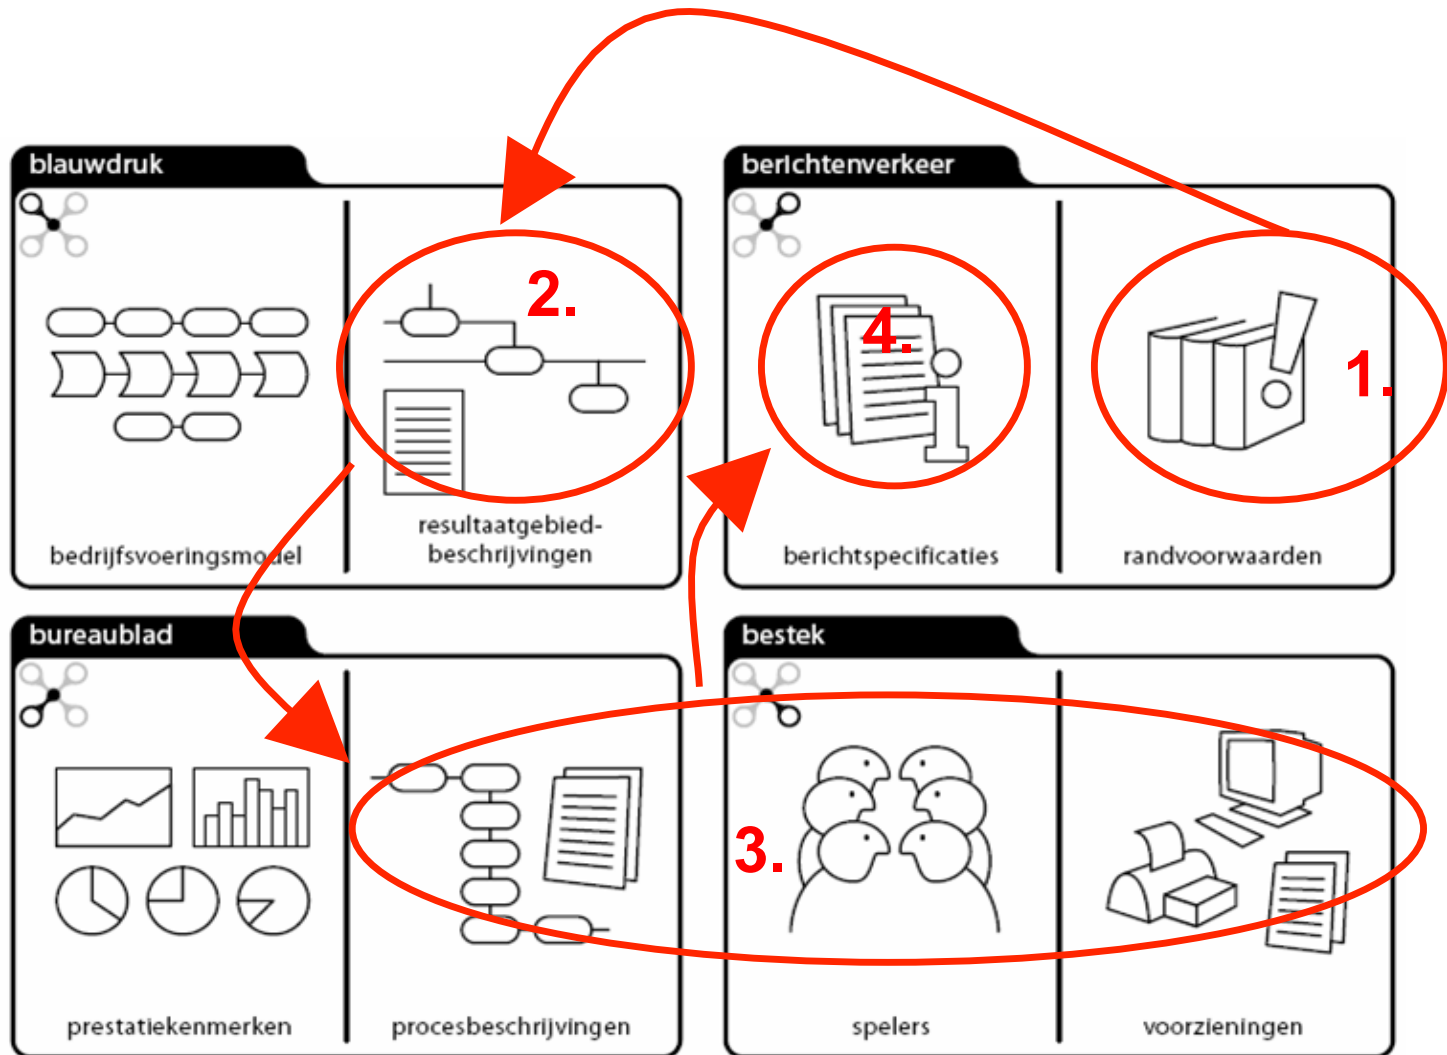 blauwdruk
berichtenverkeer
2.
4.
1.
bedrijfsvoeringsmodel
resultaatgebied-
beschrijvingen
berichtspecificaties
randvoorwaarden
bureaublad
bestek
3.
prestatiekenmerken
procesbeschrijvingen
spelers
voorzieningen